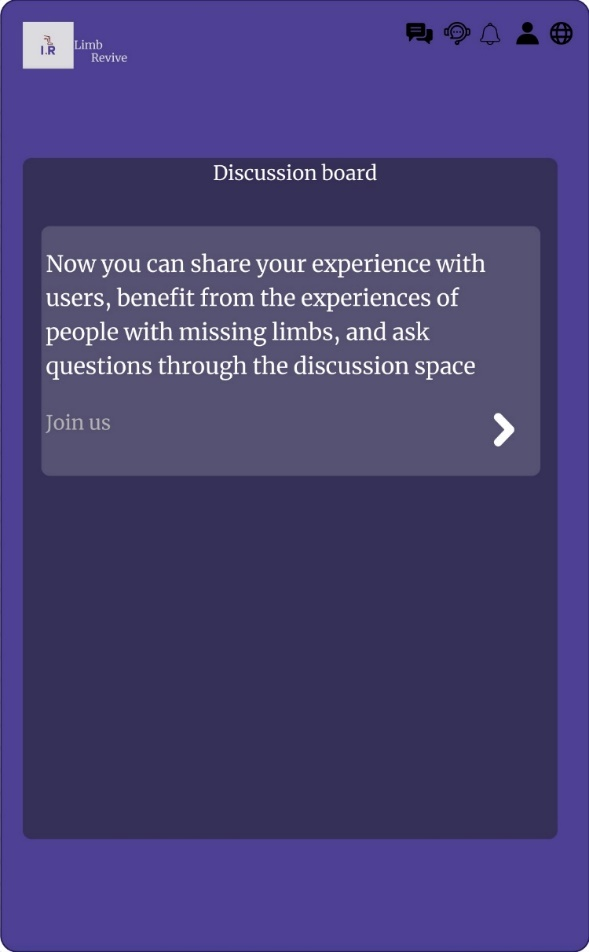 L.R
Limb
Revive
Discussion board
Now you can share your experience with
users, benefit from the experiences of
people with missing limbs, and ask
questions through the discussion space
Join us